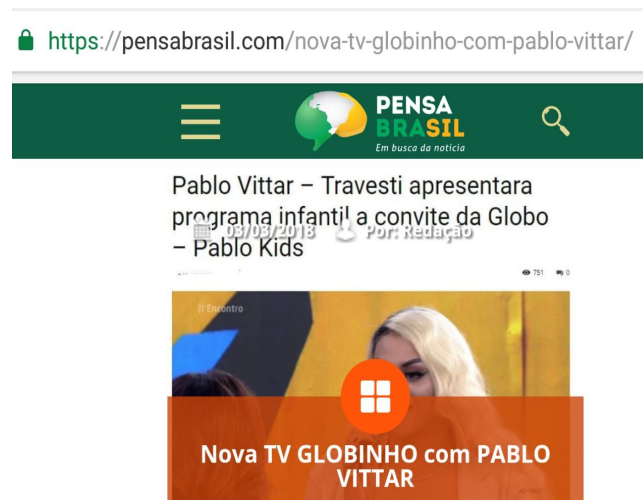 https://pensabrasil.com/nova-tv-globinho-com-pablo-vittar/
PENSA
BRASIL
Em busca da noticia
Pablo Vittar – Travesti apresentara
programa infantil a convite da Globo
03/03/2018 Por: Redação
– Pablo Kids
751 0
# Encontro
Nova TV GLOBINHO com PABLO
VITTAR